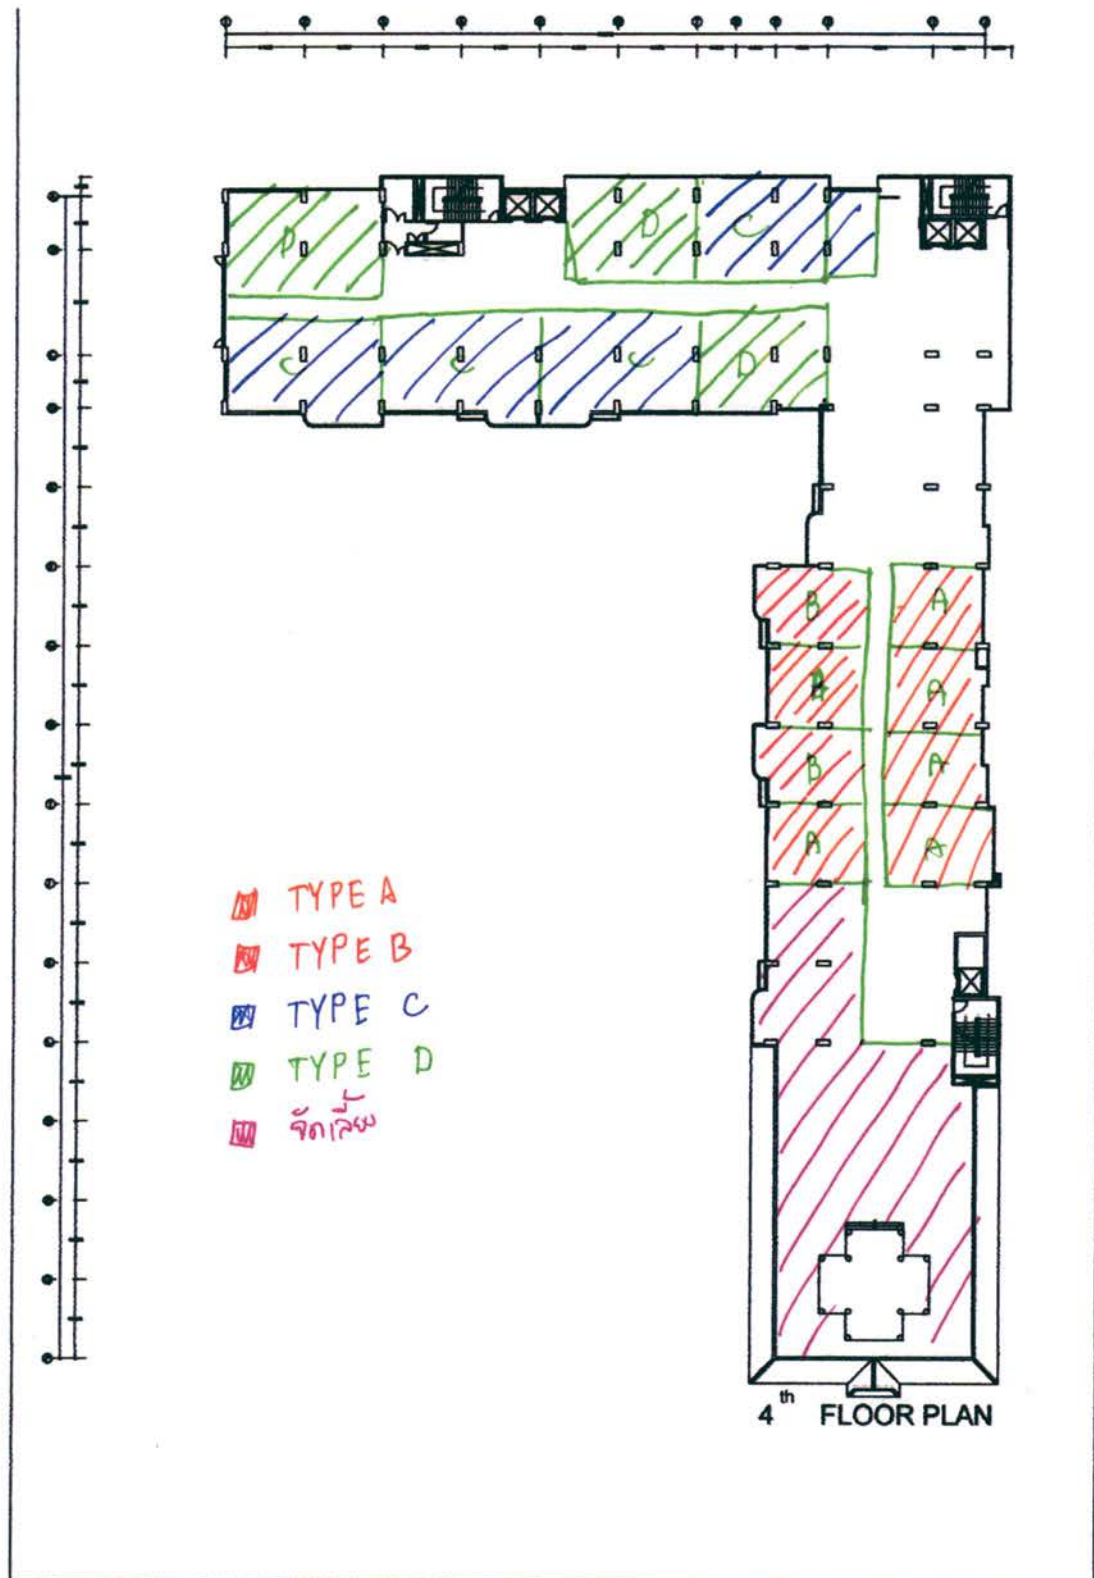 D
D C
C C C D
B A
A
B A
A A
TYPE A
TYPE B
TYPE C
TYPE D
จัดเลี้ยง
4th FLOOR PLAN